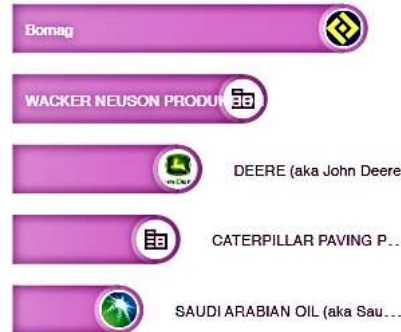 Bomag
WACKER NEUSON PRODUK
DEERE (aka John Deere
CATERPILLAR PAVING P...
SAUDI ARABIAN OIL (aka Sau...